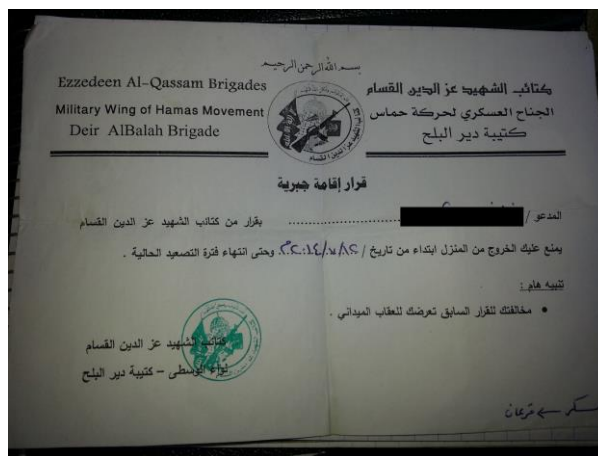 بسم الله الرحمن الرحيم
Ezzedeen Al-Qassam Brigades
Military Wing of Hamas Movement
Deir AlBalah Brigade
كتائب الشهيد عز الدين القسام
الجناح العسكري لحركة حماس
كتيبة دير البلح
قرار إقامة جبرية
المدعو / .......................... بقرار من كتائب الشهيد عز الدين القسام
يمنع عليك الخروج من المنزل ابتداء من تاريخ / وحتى انتهاء فترة التصعيد الحالية .
تنبيه هام :
• مخالفتك للقرار السابق تعرضك للعقاب الميداني .
كتائب الشهيد عز الدين القسام
لواء الوسطى – كتيبة دير البلح